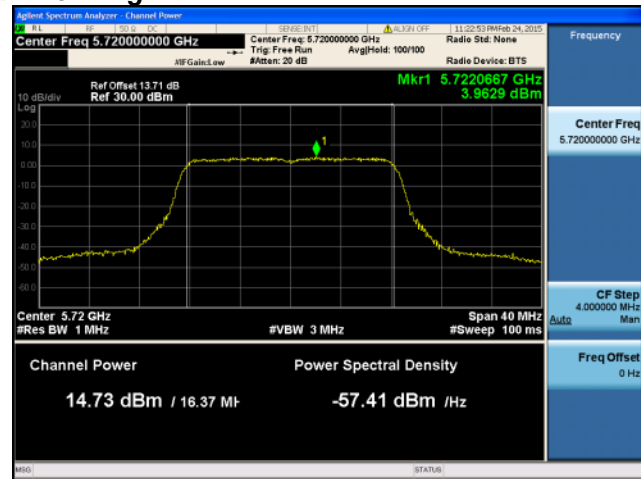 Agilent Spectrum Analyzer - Channel Power
RL RF 50 Ω DC SENSE:INT ALIGN OFF 11:22:53 PM Feb 24, 2015
Center Freq 5.720000000 GHz
Center Freq: 5.720000000 GHz
Radio Std: None
Trig: Free Run Avg|Hold: 100/100
#IFGain:Low #Atten: 20 dB Radio Device: BTS
Ref Offset 13.71 dB
10 dB/div Ref 30.00 dBm
Mkr1 5.7220667 GHz
3.9629 dBm
Log
20.0
10.0
0.00
-10.0
-20.0
-30.0
-40.0
-50.0
-60.0
1
Center 5.72 GHz Span 40 MHz
#Res BW 1 MHz #VBW 3 MHz #Sweep 100 ms
Channel Power Power Spectral Density
14.73 dBm / 16.37 MH -57.41 dBm /Hz
MSG STATUS
Frequency
Center Freq
5.720000000 GHz
CF Step
4.000000 MHz
Auto Man
Freq Offset
0 Hz